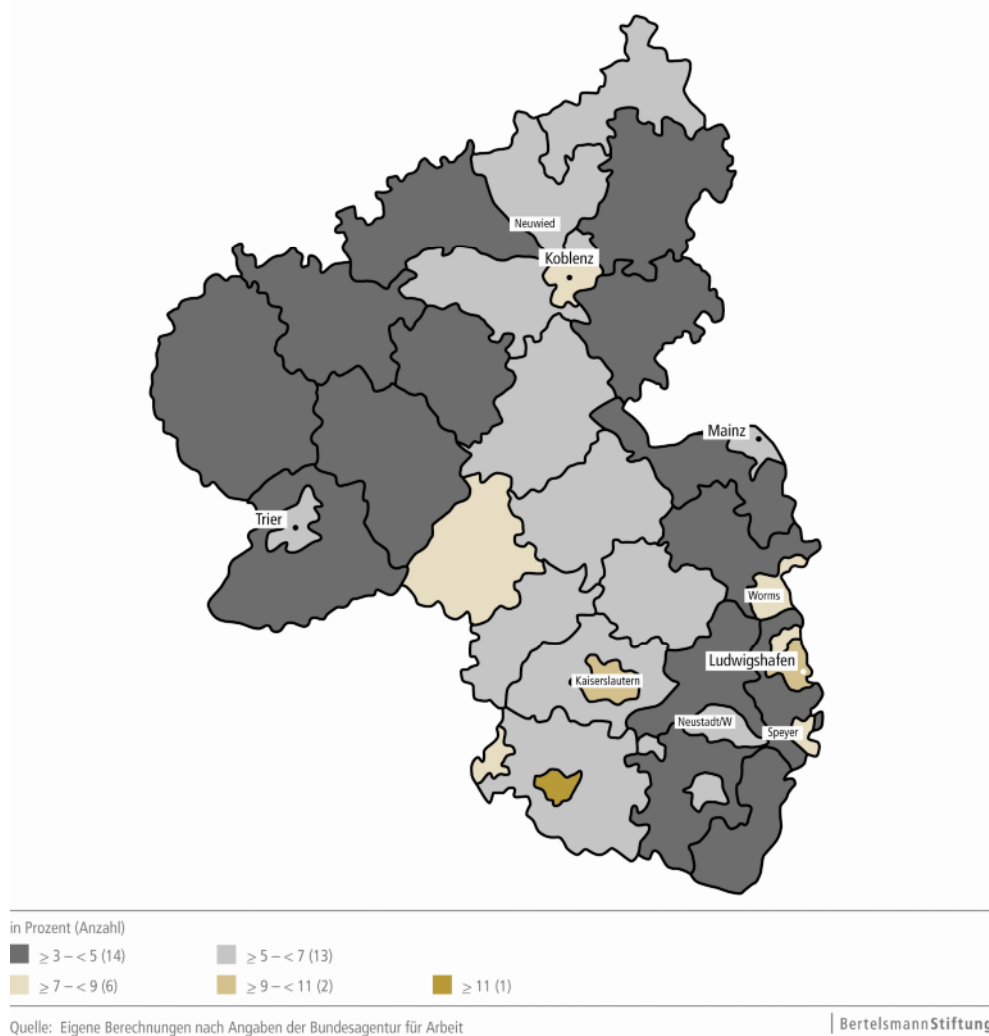 Neuwied
Koblenz
Mainz
Trier
Worms
Ludwigshafen
Kaiserslautern
Neustadt/W
Speyer
in Prozent (Anzahl)
≥ 3 – < 5 (14)
≥ 5 – < 7 (13)
≥ 7 – < 9 (6)
≥ 9 – < 11 (2)
≥ 11 (1)
Quelle: Eigene Berechnungen nach Angaben der Bundesagentur für Arbeit
BertelsmannStiftung